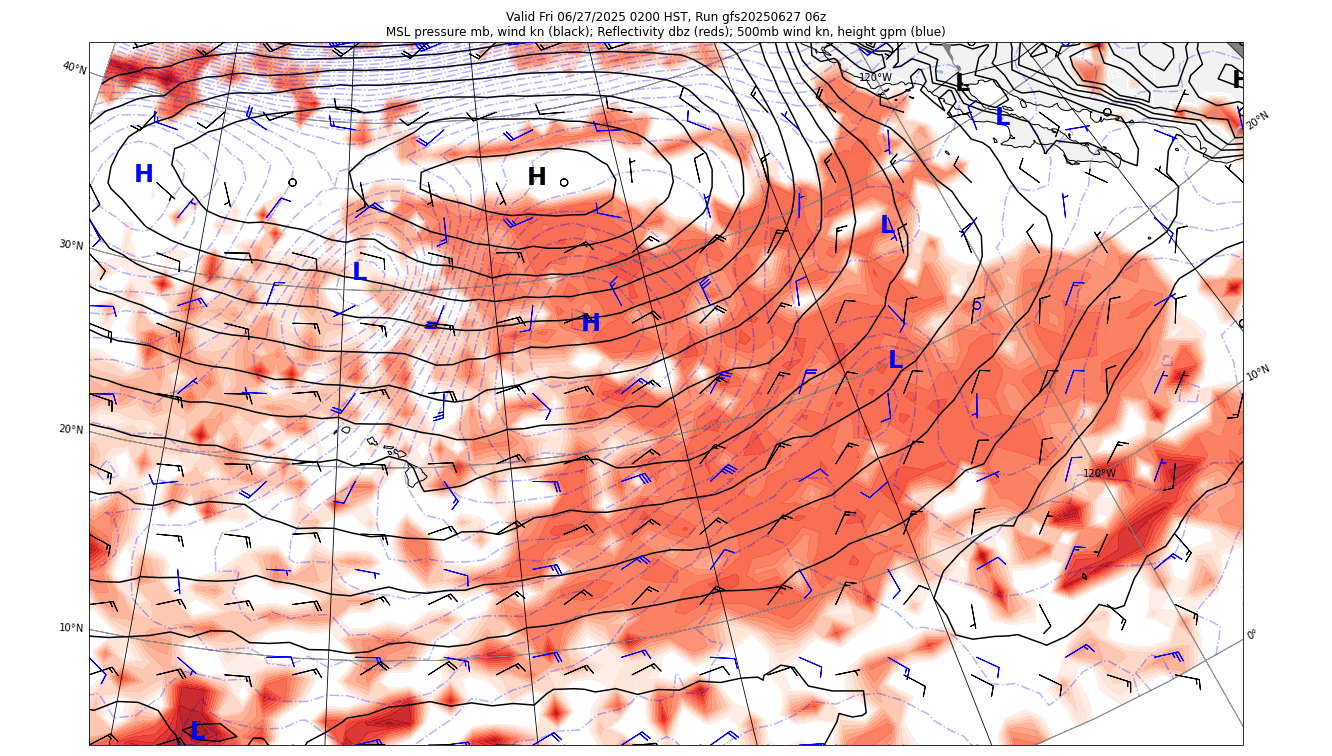 Valid Fri 06/27/2025 0200 HST, Run gfs20250627 06z
MSL pressure mb, wind kn (black); Reflectivity dbz (reds); 500mb wind kn, height gpm (blue)
40°N
120°W
L
H
L
20°N
H
H
30°N
L
L
H
L
10°N
20°N
120°W
10°N
0°
L